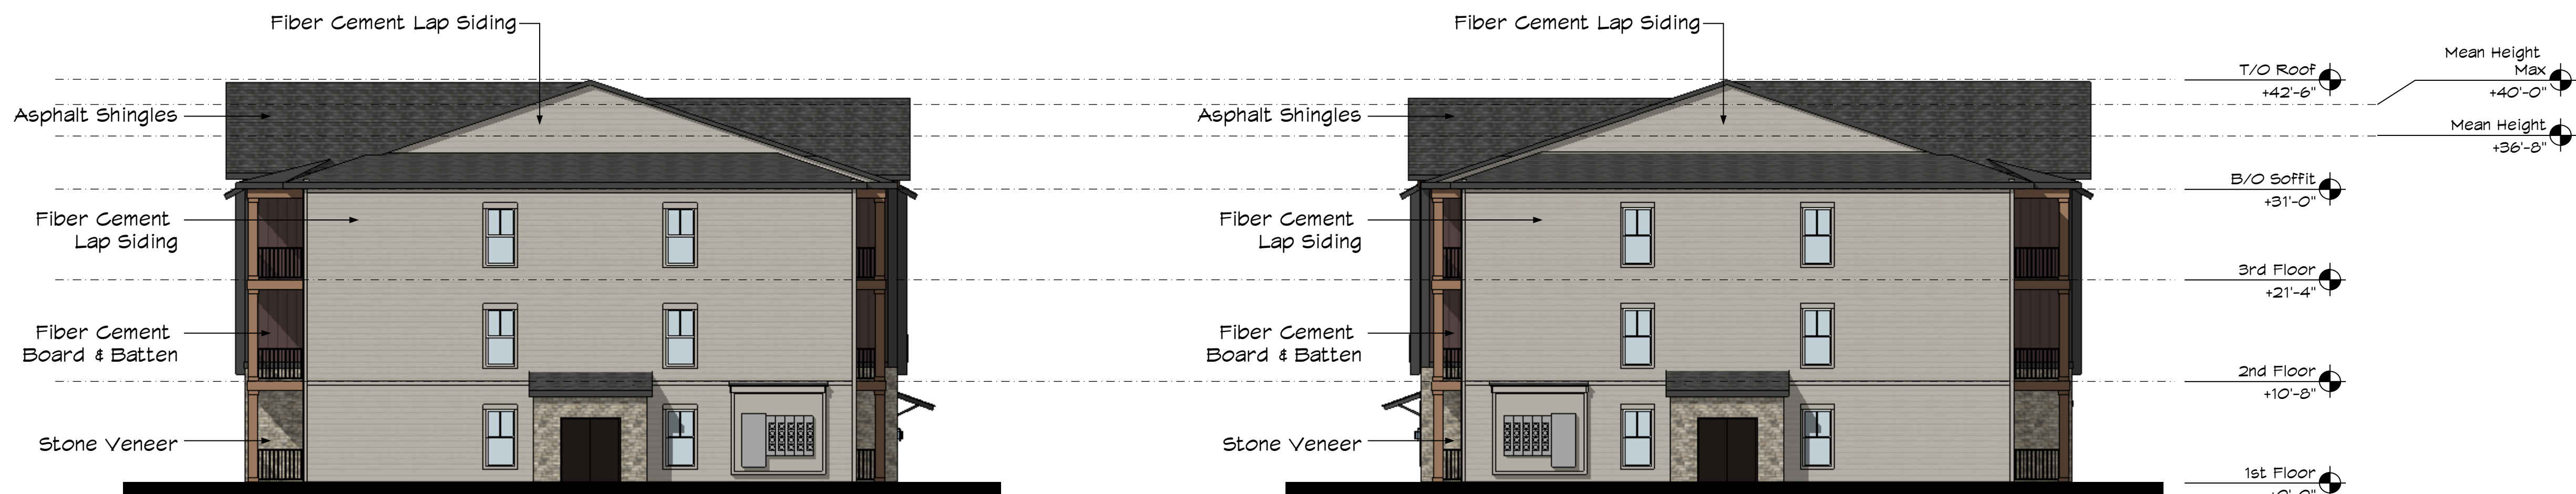 Fiber Cement Lap Siding
Asphalt Shingles
Fiber Cement
Lap Siding
Fiber Cement
Board & Batten
Stone Veneer
Fiber Cement Lap Siding
Asphalt Shingles
Fiber Cement
Lap Siding
Fiber Cement
Board & Batten
Stone Veneer
T/O Roof
+42'-6"
Mean Height
Max
+40'-0"
Mean Height
+36'-8"
B/O Soffit
+31'-0"
3rd Floor
+21'-4"
2nd Floor
+10'-8"
1st Floor
+0'-0"